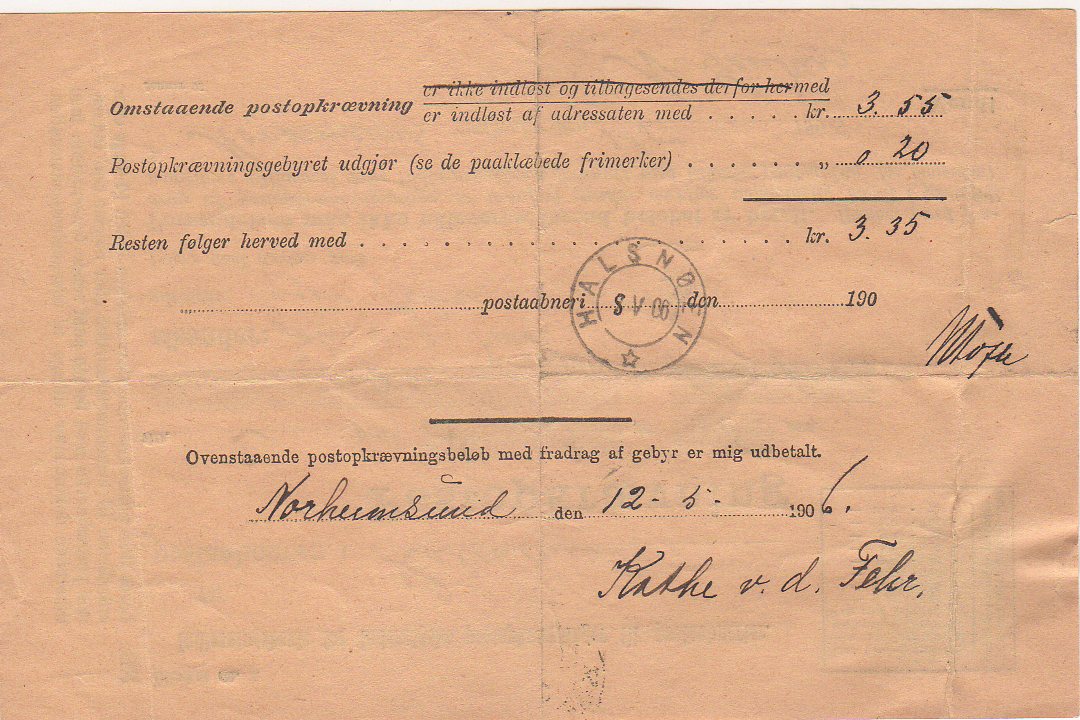 er ikke indløst og tilbagesendes derfor hermed
Omstaaende postopkrævning
er indløst af adressaten med . . . . . kr. 3. 55
Postopkrævningsgebyret udgjør (se de paaklæbede frimerker) . . . . . . „ 0 20
Resten følger herved med . . . . . . . . . . . . . . . . . . . . kr. 3. 35
postaabneri den 190
HALSNØEN
8 V 06
Ovenstaaende postopkrævningsbeløb med fradrag af gebyr er mig udbetalt.
Norheimsund den 12 - 5 - 1906.
Kathe v. d. Fehr.